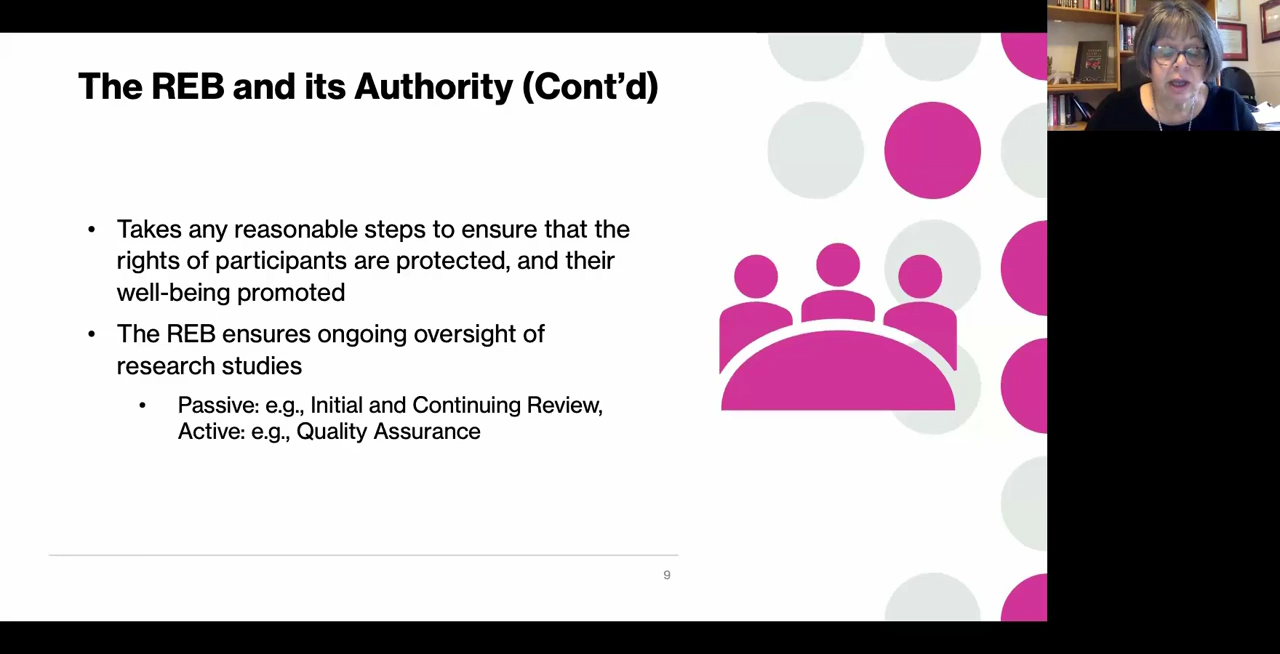 The REB and its Authority (Cont’d)
• Takes any reasonable steps to ensure that the
rights of participants are protected, and their
well-being promoted
• The REB ensures ongoing oversight of
research studies
• Passive: e.g., Initial and Continuing Review,
Active: e.g., Quality Assurance
9